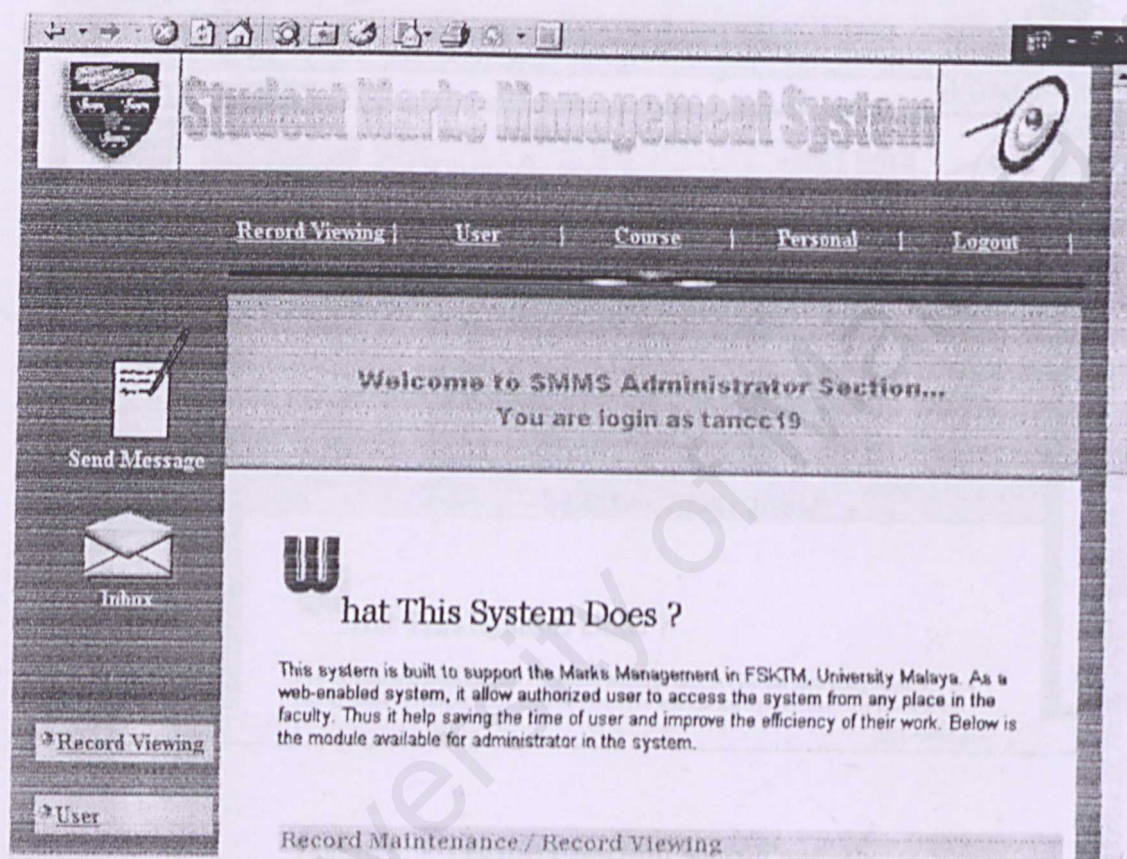 Student Marks Management System
Record Viewing | User | Course | Personal | Logout |
Welcome to SMMS Administrator Section...
You are login as tancc19
Send Message
Inbox
What This System Does ?
This system is built to support the Marks Management in FSKTM, University Malaya. As a
web-enabled system, it allow authorized user to access the system from any place in the
faculty. Thus it help saving the time of user and improve the efficiency of their work. Below is
the module available for administrator in the system.
Record Viewing
User
Record Maintenance / Record Viewing